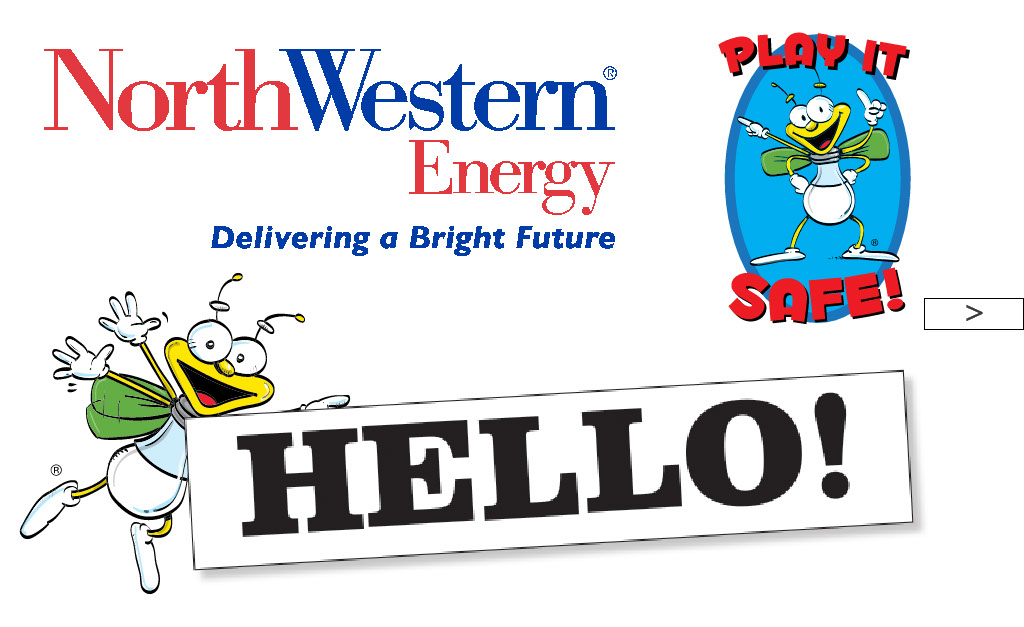 NorthWestern®
Energy
Delivering a Bright Future
PLAY IT
®
SAFE!
>
HELLO!
®